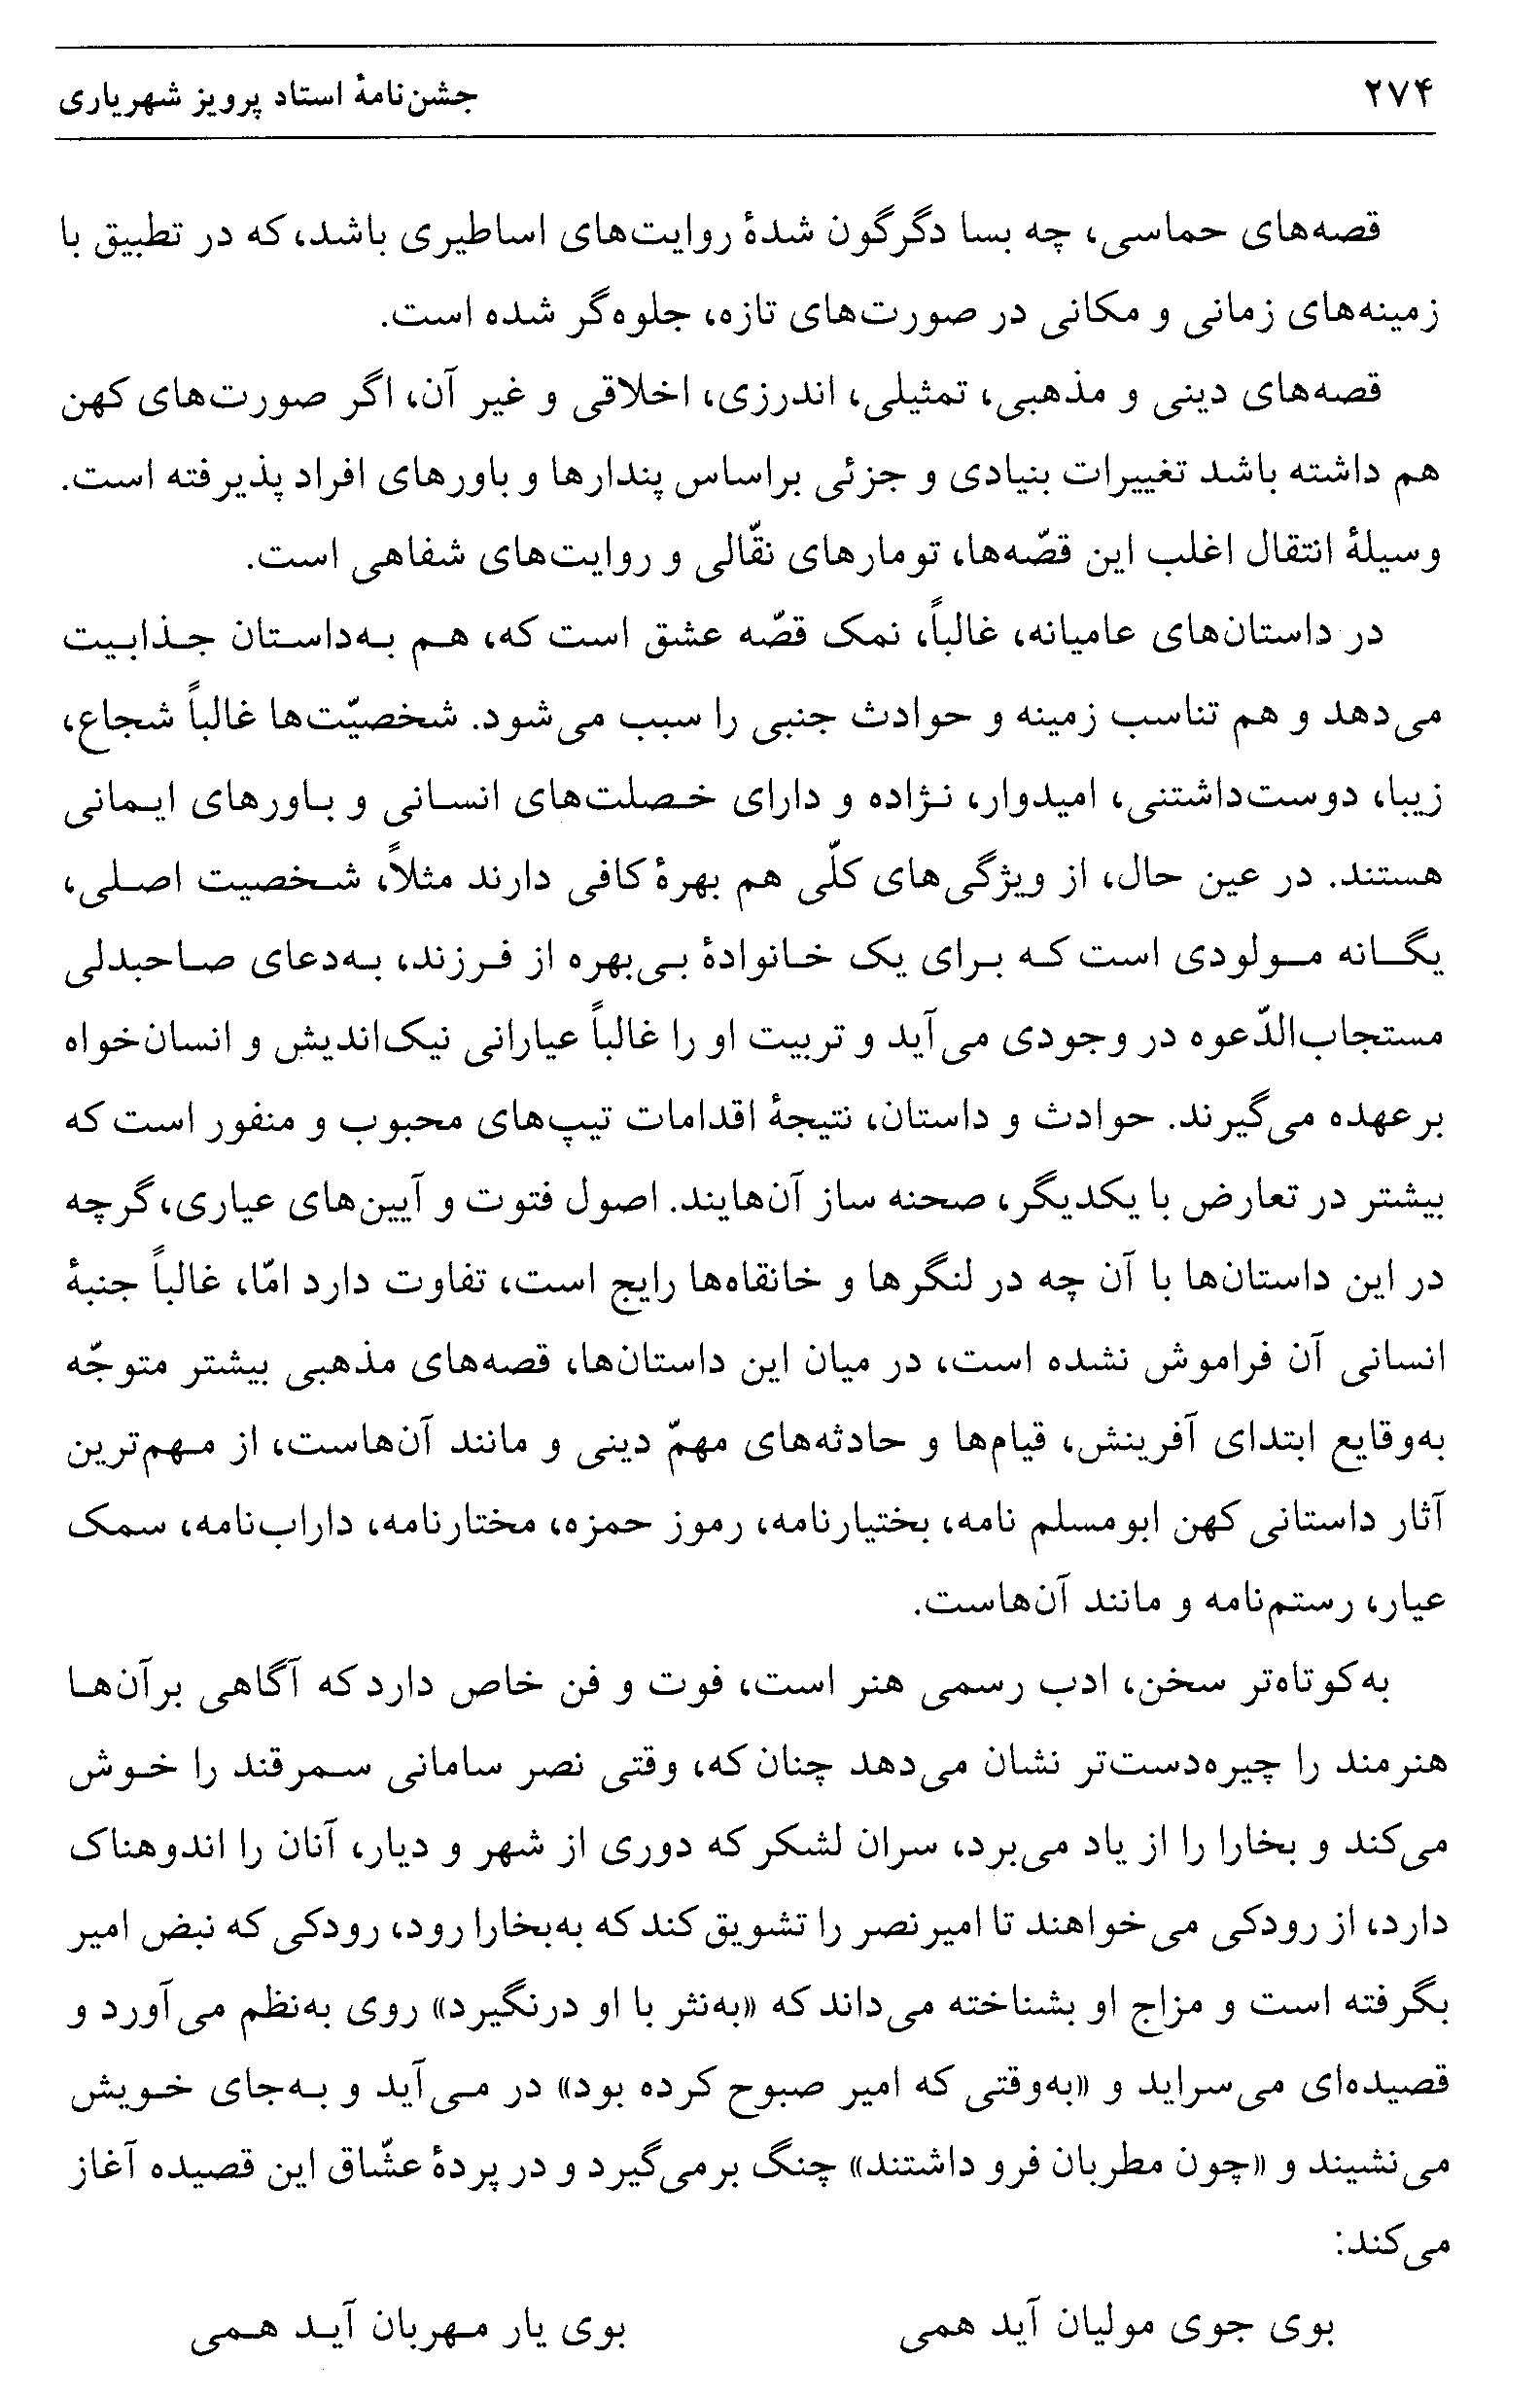 ۲۷۴
جشن‌نامهٔ استاد پرویز شهریاری
قصه‌های حماسی، چه بسا دگرگون شدهٔ روایت‌های اساطیری باشد، که در تطبیق با
زمینه‌های زمانی و مکانی در صورت‌های تازه، جلوه‌گر شده است.
قصه‌های دینی و مذهبی، تمثیلی، اندرزی، اخلاقی و غیر آن، اگر صورت‌های کهن
هم داشته باشد تغییرات بنیادی و جزئی براساس پندارها و باورهای افراد پذیرفته است.
وسیلهٔ انتقال اغلب این قصّه‌ها، تومارهای نقّالی و روایت‌های شفاهی است.
در داستان‌های عامیانه، غالباً، نمک قصّه عشق است که، هم به‌داستان جذابیت
می‌دهد و هم تناسب زمینه و حوادث جنبی را سبب می‌شود. شخصیّت‌ها غالباً شجاع،
زیبا، دوست‌داشتنی، امیدوار، نژاده و دارای خصلت‌های انسانی و باورهای ایمانی
هستند. در عین حال، از ویژگی‌های کلّی هم بهرهٔ کافی دارند مثلاً، شخصیت اصلی،
یگانه مولودی است که برای یک خانوادهٔ بی‌بهره از فرزند، به‌دعای صاحبدلی
مستجاب‌الدّعوه در وجودی می‌آید و تربیت او را غالباً عیارانی نیک‌اندیش و انسان‌خواه
برعهده می‌گیرند. حوادث و داستان، نتیجهٔ اقدامات تیپ‌های محبوب و منفور است که
بیشتر در تعارض با یکدیگر، صحنه ساز آن‌هایند. اصول فتوت و آیین‌های عیاری، گرچه
در این داستان‌ها با آن چه در لنگرها و خانقاه‌ها رایج است، تفاوت دارد امّا، غالباً جنبهٔ
انسانی آن فراموش نشده است، در میان این داستان‌ها، قصه‌های مذهبی بیشتر متوجّه
به‌وقایع ابتدای آفرینش، قیام‌ها و حادثه‌های مهمّ دینی و مانند آن‌هاست، از مهم‌ترین
آثار داستانی کهن ابومسلم نامه، بختیارنامه، رموز حمزه، مختارنامه، داراب‌نامه، سمک
عیار، رستم‌نامه و مانند آن‌هاست.
به‌کوتاه‌تر سخن، ادب رسمی هنر است، فوت و فن خاص دارد که آگاهی برآن‌ها
هنرمند را چیره‌دست‌تر نشان می‌دهد چنان که، وقتی نصر سامانی سمرقند را خوش
می‌کند و بخارا را از یاد می‌برد، سران لشکر که دوری از شهر و دیار، آنان را اندوهناک
دارد، از رودکی می‌خواهند تا امیرنصر را تشویق کند که به‌بخارا رود، رودکی که نبض امیر
بگرفته است و مزاج او بشناخته می‌داند که «به‌نثر با او درنگیرد» روی به‌نظم می‌آورد و
قصیده‌ای می‌سراید و «به‌وقتی که امیر صبوح کرده بود» در می‌آید و به‌جای خویش
می‌نشیند و «چون مطربان فرو داشتند» چنگ برمی‌گیرد و در پردهٔ عشّاق این قصیده آغاز
می‌کند:
بوی جوی مولیان آید همی
بوی یار مهربان آید همی